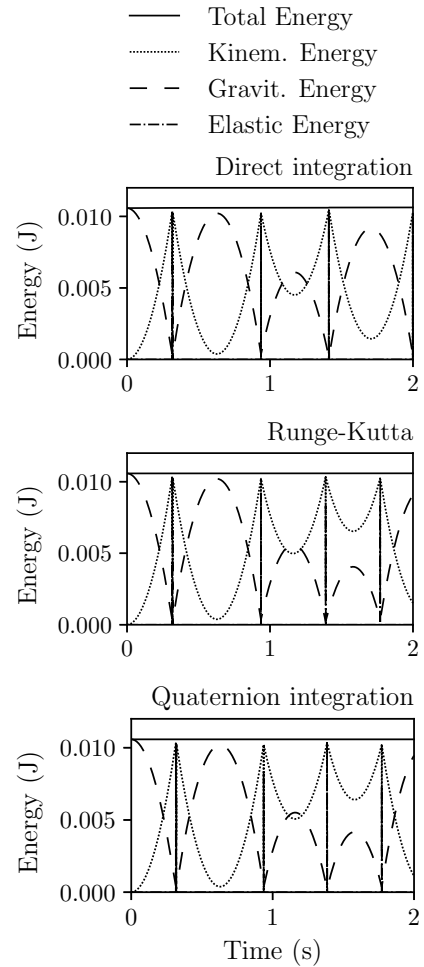 Total Energy
Kinem. Energy
Gravit. Energy
Elastic Energy
Direct integration
Energy (J)
0.010
0.005
0.000
0 1 2
Runge-Kutta
Energy (J)
0.010
0.005
0.000
0 1 2
Quaternion integration
Energy (J)
0.010
0.005
0.000
0 1 2
Time (s)